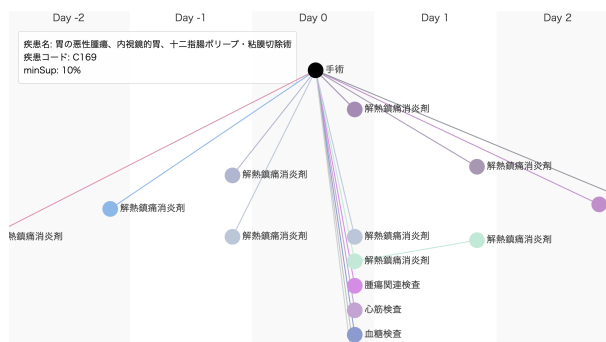 Day -2
Day -1
Day 0
Day 1
Day 2
疾患名: 胃の悪性腫瘍、内視鏡的胃、十二指腸ポリープ・粘膜切除術
疾患コード: C169
minSup: 10%
手術
解熱鎮痛消炎剤
解熱鎮痛消炎剤
解熱鎮痛消炎剤
解熱鎮痛消炎剤
熱鎮痛消炎剤
解熱鎮痛消炎剤
解熱鎮痛消炎剤
解熱鎮痛消炎剤
解熱鎮痛消炎剤
腫瘍関連検査
心筋検査
血糖検査